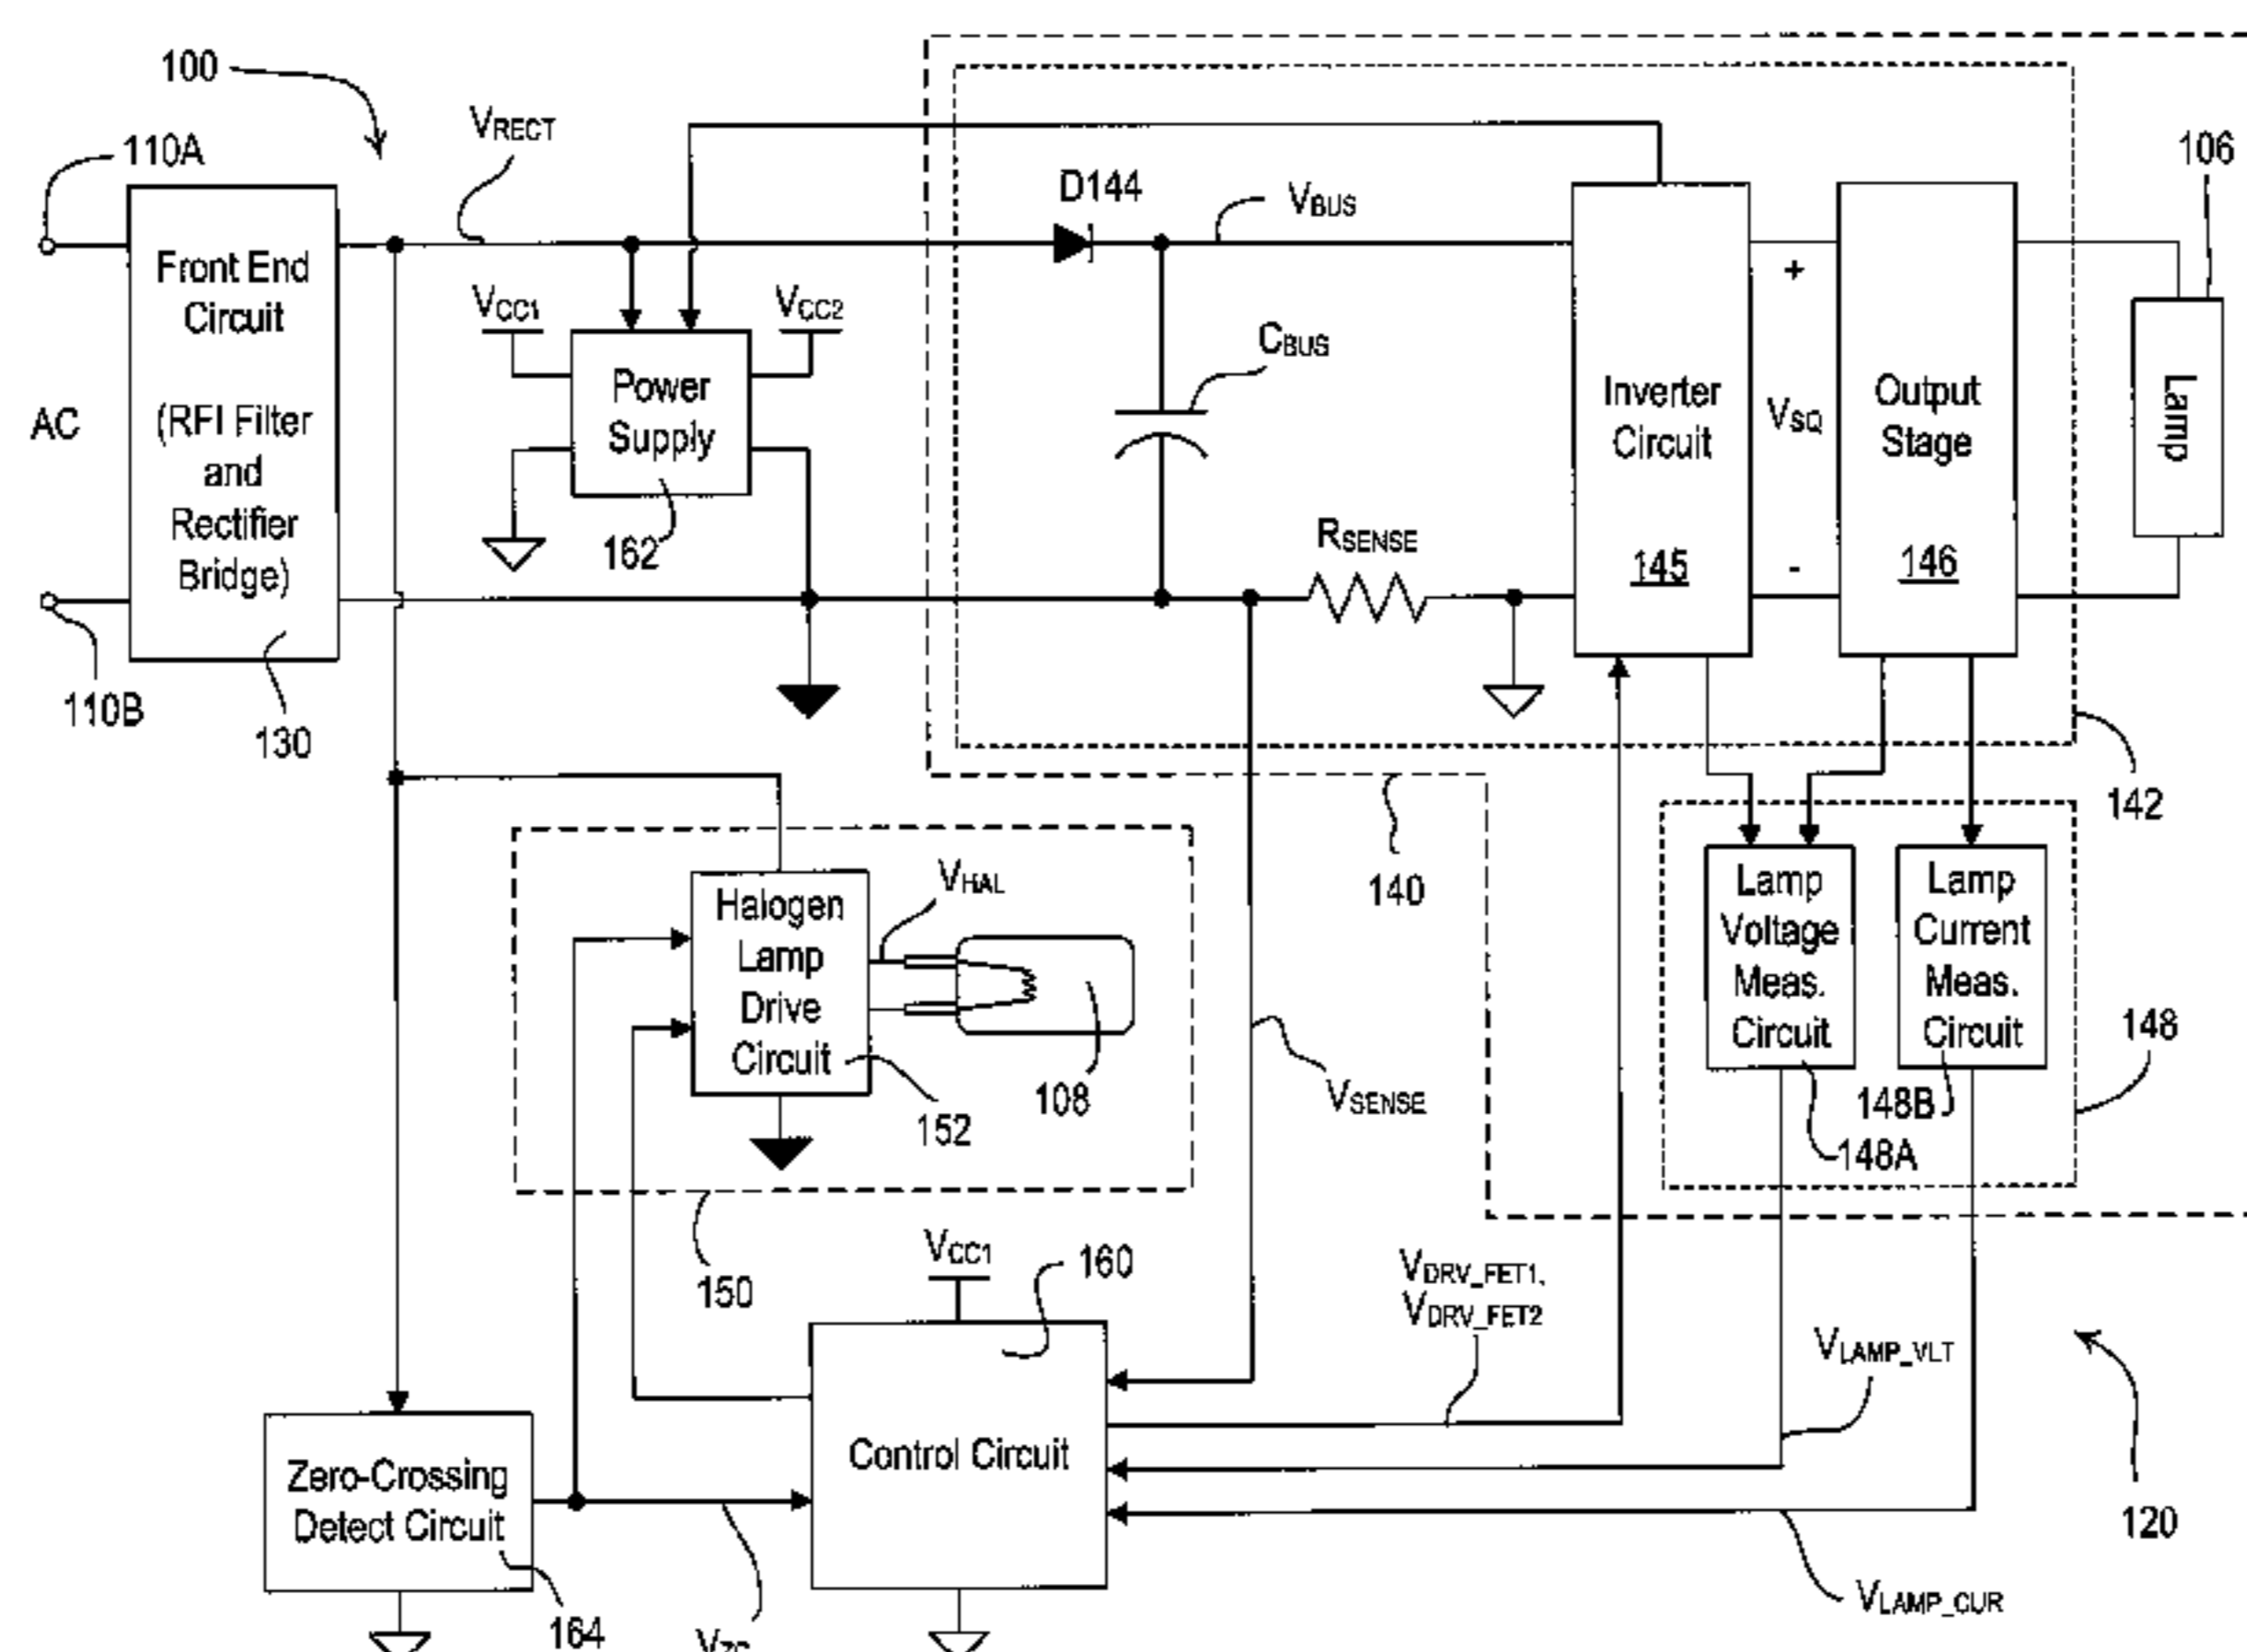 100
110A
VRECT
D144
VBUS
106
Front End
Circuit
(RFI Filter
and
Rectifier
Bridge)
AC
110B
130
VCC1
VCC2
Power
Supply
162
CBUS
RSENSE
Inverter
Circuit
145
+
VSQ
-
Output
Stage
146
Lamp
142
140
Halogen
Lamp
Drive
Circuit
VHAL
108
152
150
VSENSE
Lamp
Voltage
Meas.
Circuit
Lamp
Current
Meas.
Circuit
148
148B
148A
VCC1
160
VDRV_FET1,
VDRV_FET2
VLAMP_VLT
Control Circuit
Zero-Crossing
Detect Circuit
164
VZC
120
VLAMP_CUR